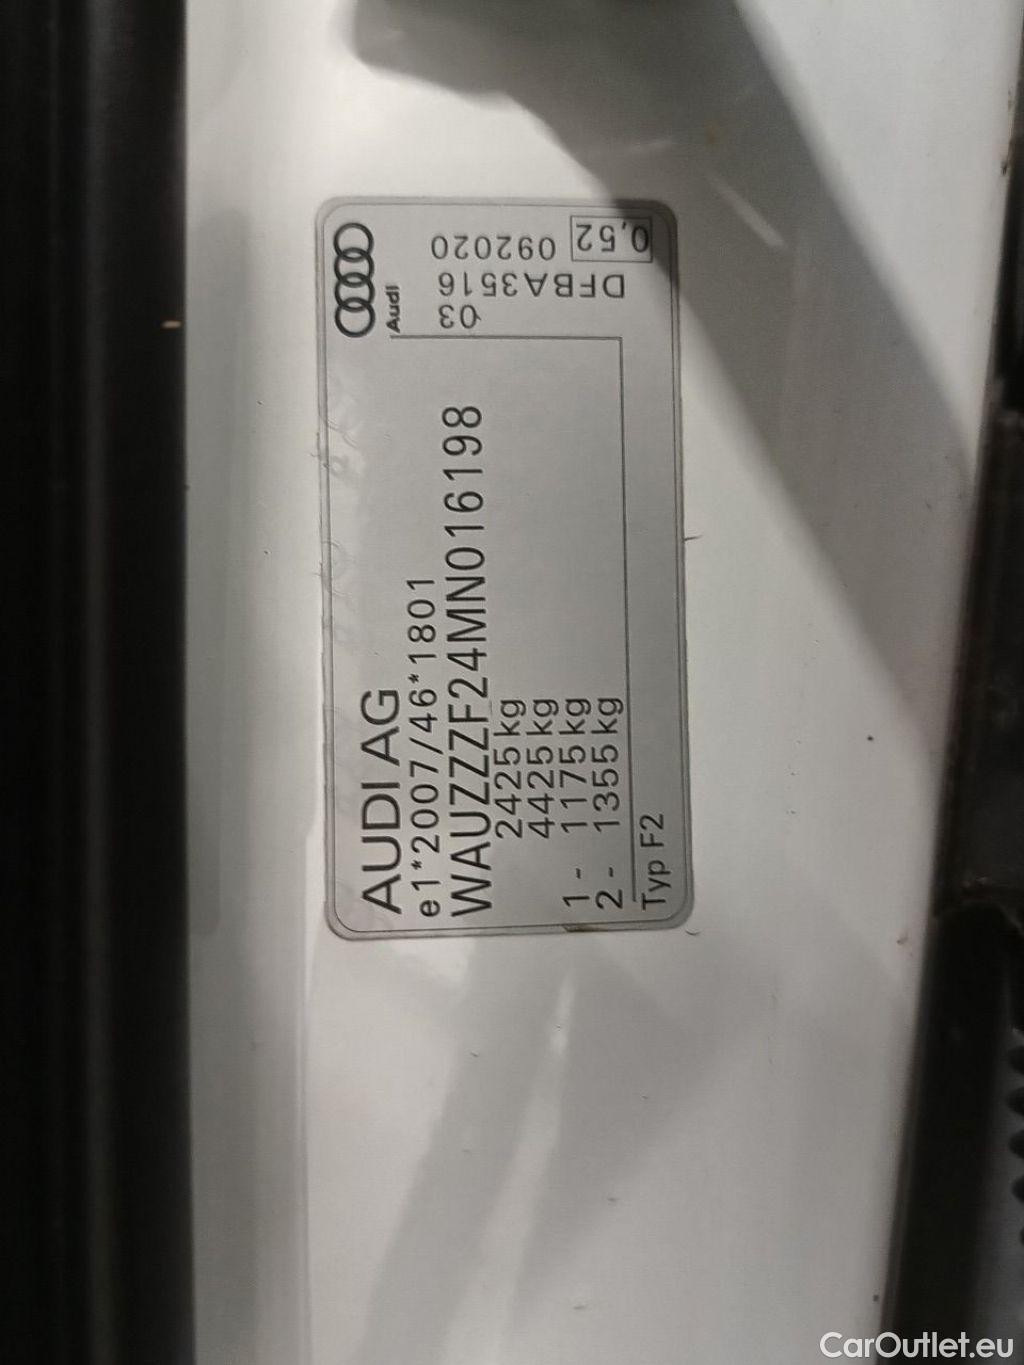 AUDI AG
e1*2007/46*1801
WAUZZZF24MN016198
2425 kg
4425 kg
1 - 1175 kg
2 - 1355 kg
Typ F2
Audi
03
DFBA3516
092020 0,52
CarOutlet.eu